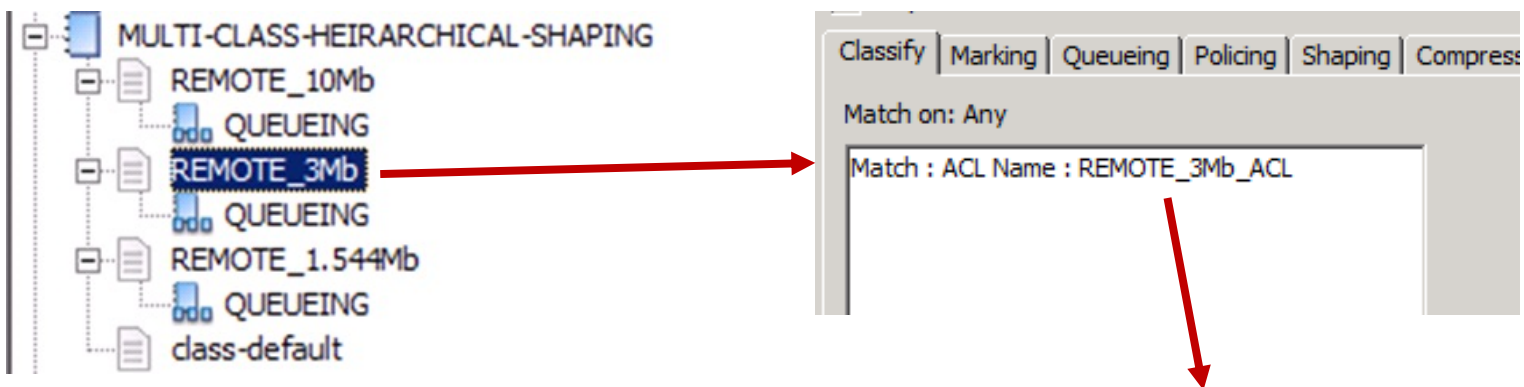 MULTI-CLASS-HEIRARCHICAL-SHAPING
REMOTE_10Mb
QUEUEING
REMOTE_3Mb
QUEUEING
REMOTE_1.544Mb
QUEUEING
class-default
Classify Marking Queueing Policing Shaping Compress
Match on: Any
Match : ACL Name : REMOTE_3Mb_ACL